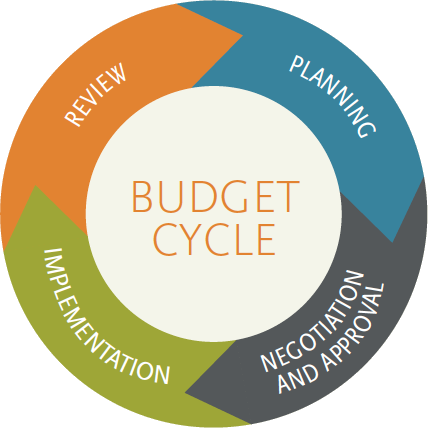 BUDGET
CYCLE
PLANNING
NEGOTIATION
AND APPROVAL
IMPLEMENTATION
REVIEW